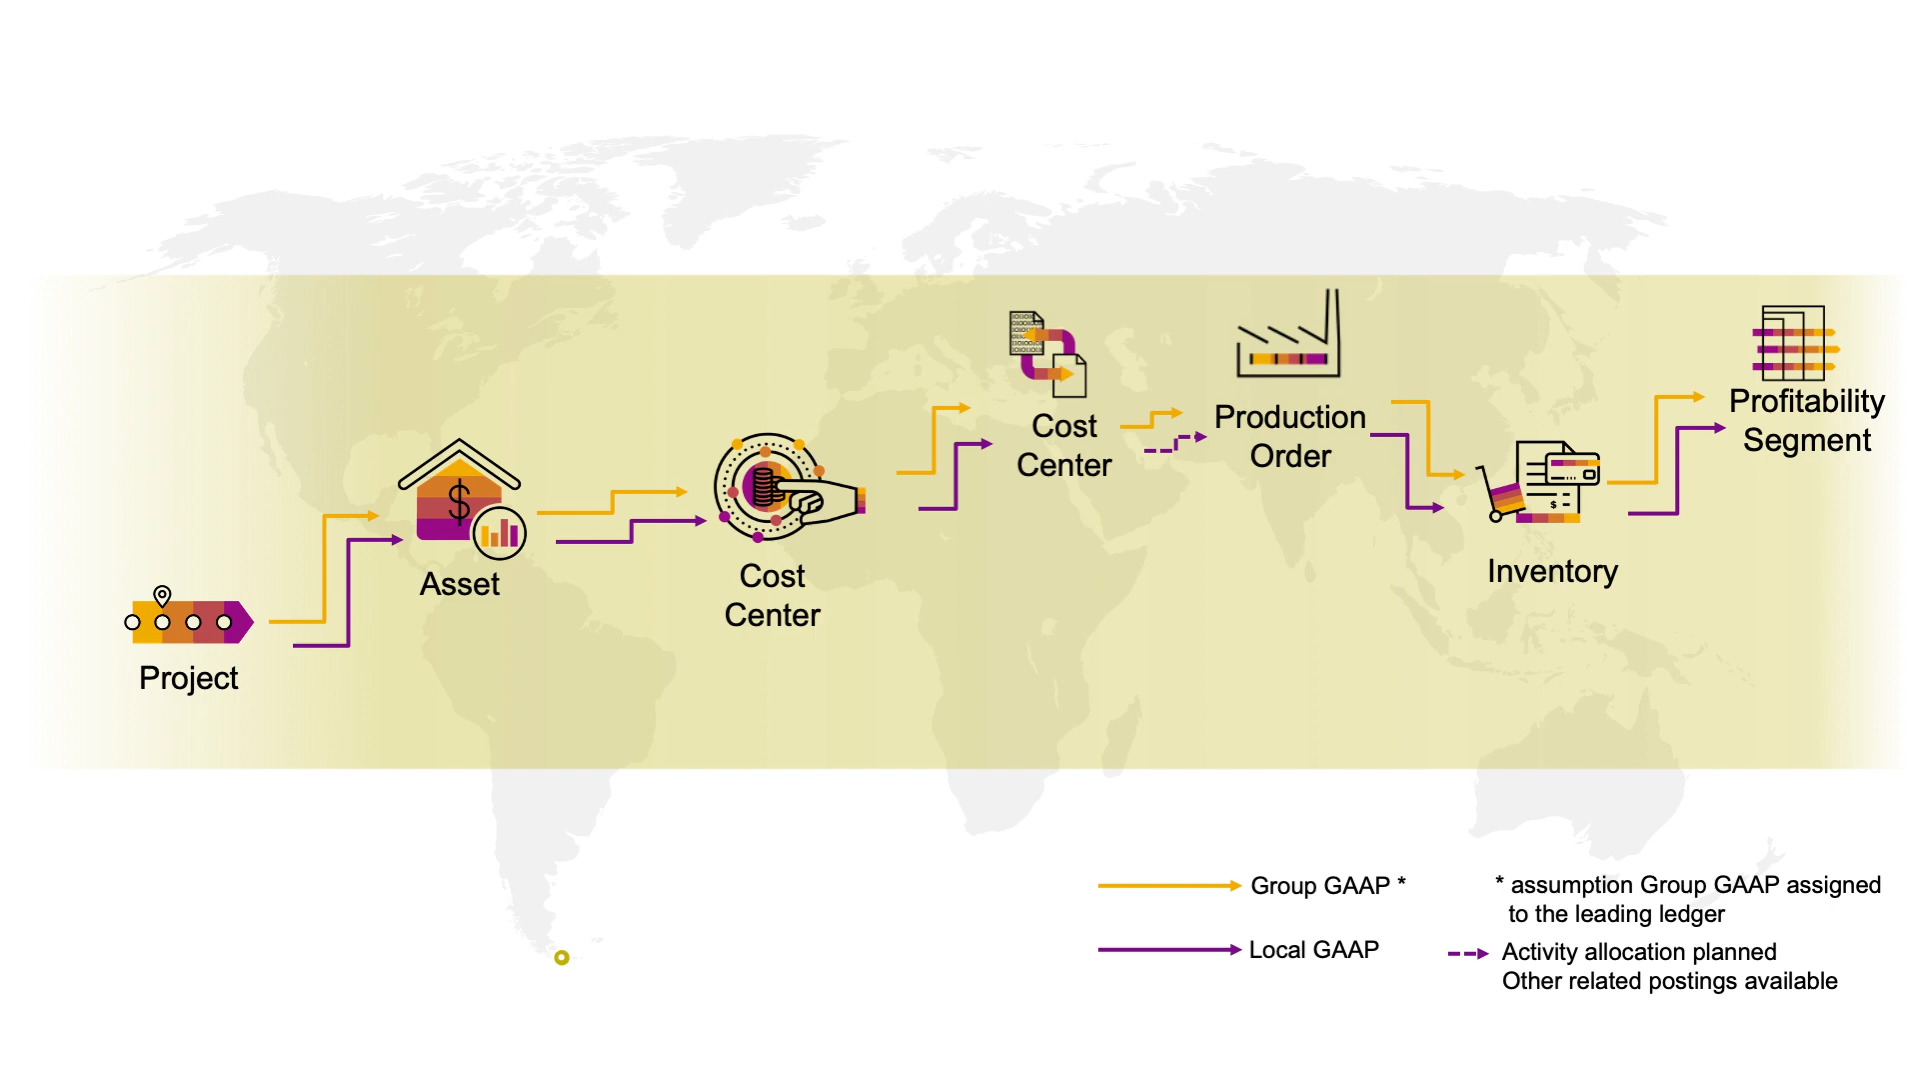 Project
Asset
Cost
Center
Cost
Center
Production
Order
Inventory
Profitability
Segment
Group GAAP *
* assumption Group GAAP assigned
to the leading ledger
Local GAAP
Activity allocation planned
Other related postings available